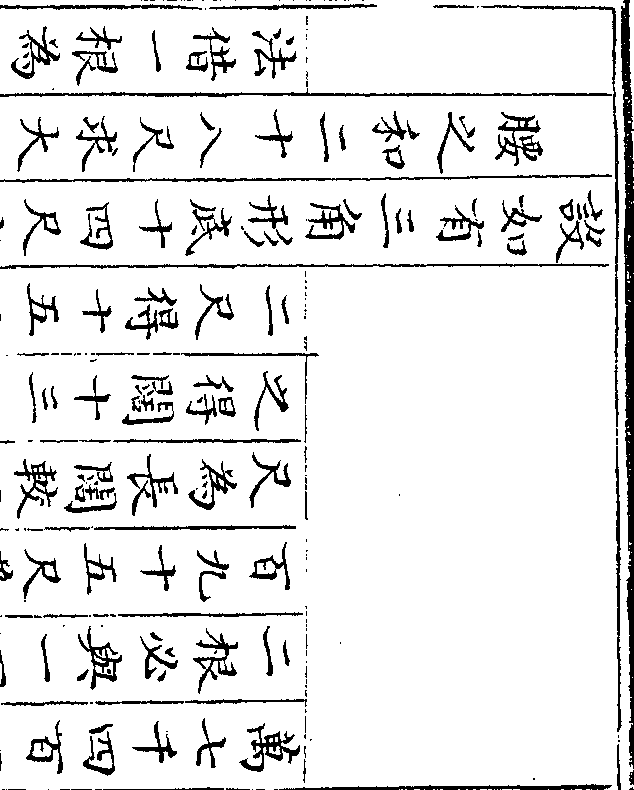 萬七千四百
二根必與一
百九十五尺
尺為長闊較
之得闊十三
二尺得十五
設如有三角形底十四尺
腰之和二十八尺求大
法借一根為